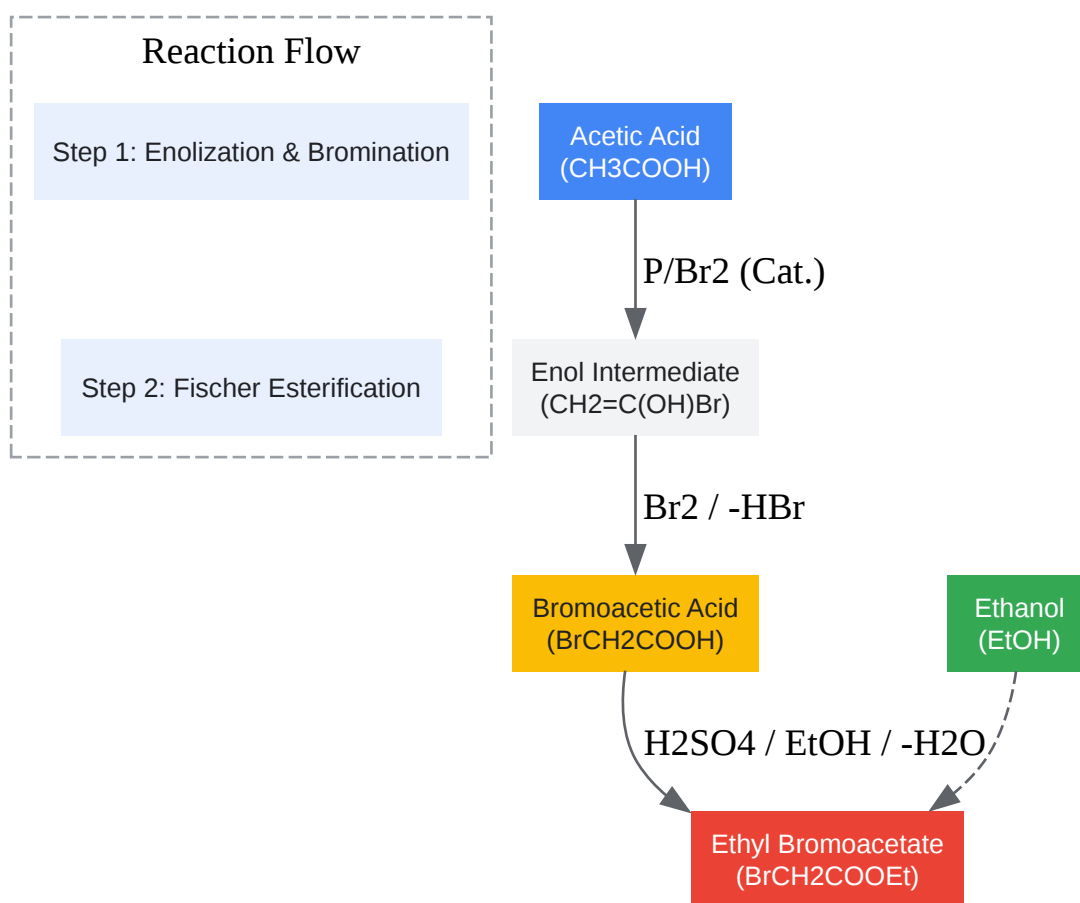 Reaction Flow
Step 1: Enolization & Bromination
Acetic Acid
(CH3COOH)
P/Br2 (Cat.)
Step 2: Fischer Esterification
Enol Intermediate
(CH2=C(OH)Br)
Br2 / -HBr
Bromoacetic Acid
(BrCH2COOH)
Ethanol
(EtOH)
H2SO4 / EtOH / -H2O
Ethyl Bromoacetate
(BrCH2COOEt)